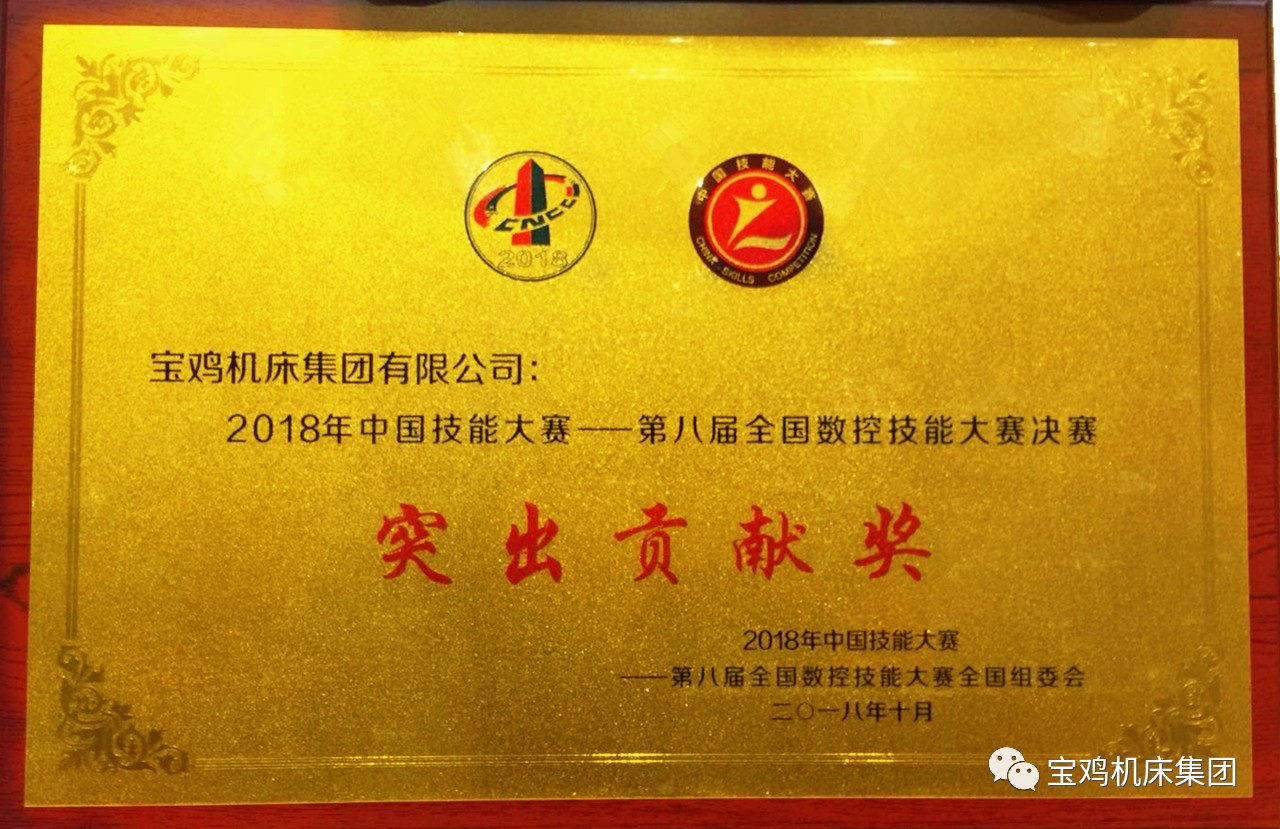 CNCC
2018
中国技能大赛
CHINA SKILLS COMPETITION
宝鸡机床集团有限公司：
2018年中国技能大赛——第八届全国数控技能大赛决赛
突出贡献奖
2018年中国技能大赛
——第八届全国数控技能大赛全国组委会
二〇一八年十月
宝鸡机床集团